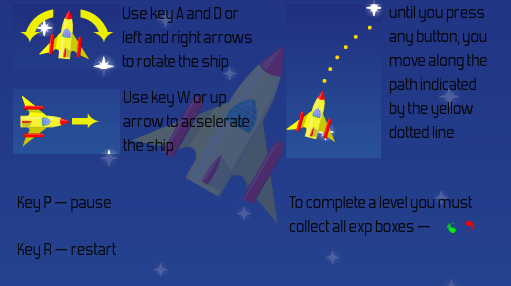 Use key A and D or
left and right arrows
to rotate the ship
Use key W or up
arrow to acselerate
the ship
Key P — pause
Key R — restart
until you press
any button, you
move along the
path indicated
by the yellow
dotted line
To complete a level you must
collect all exp boxes —